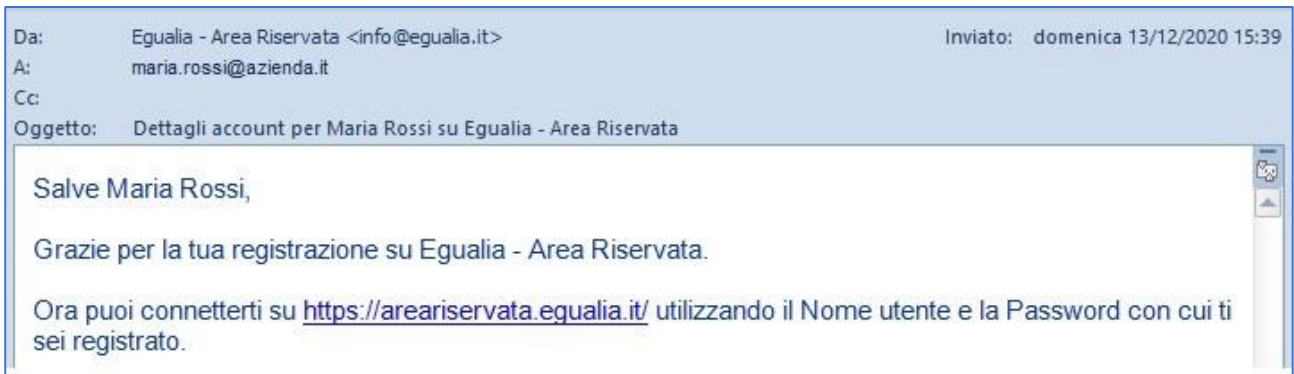 Da: Egualia - Area Riservata <info@egualia.it> Inviato: domenica 13/12/2020 15:39
A: maria.rossi@azienda.it
Cc:
Oggetto: Dettagli account per Maria Rossi su Egualia - Area Riservata
Salve Maria Rossi,
Grazie per la tua registrazione su Egualia - Area Riservata.
Ora puoi connetterti su https://areariservata.egualia.it/ utilizzando il Nome utente e la Password con cui ti
sei registrato.